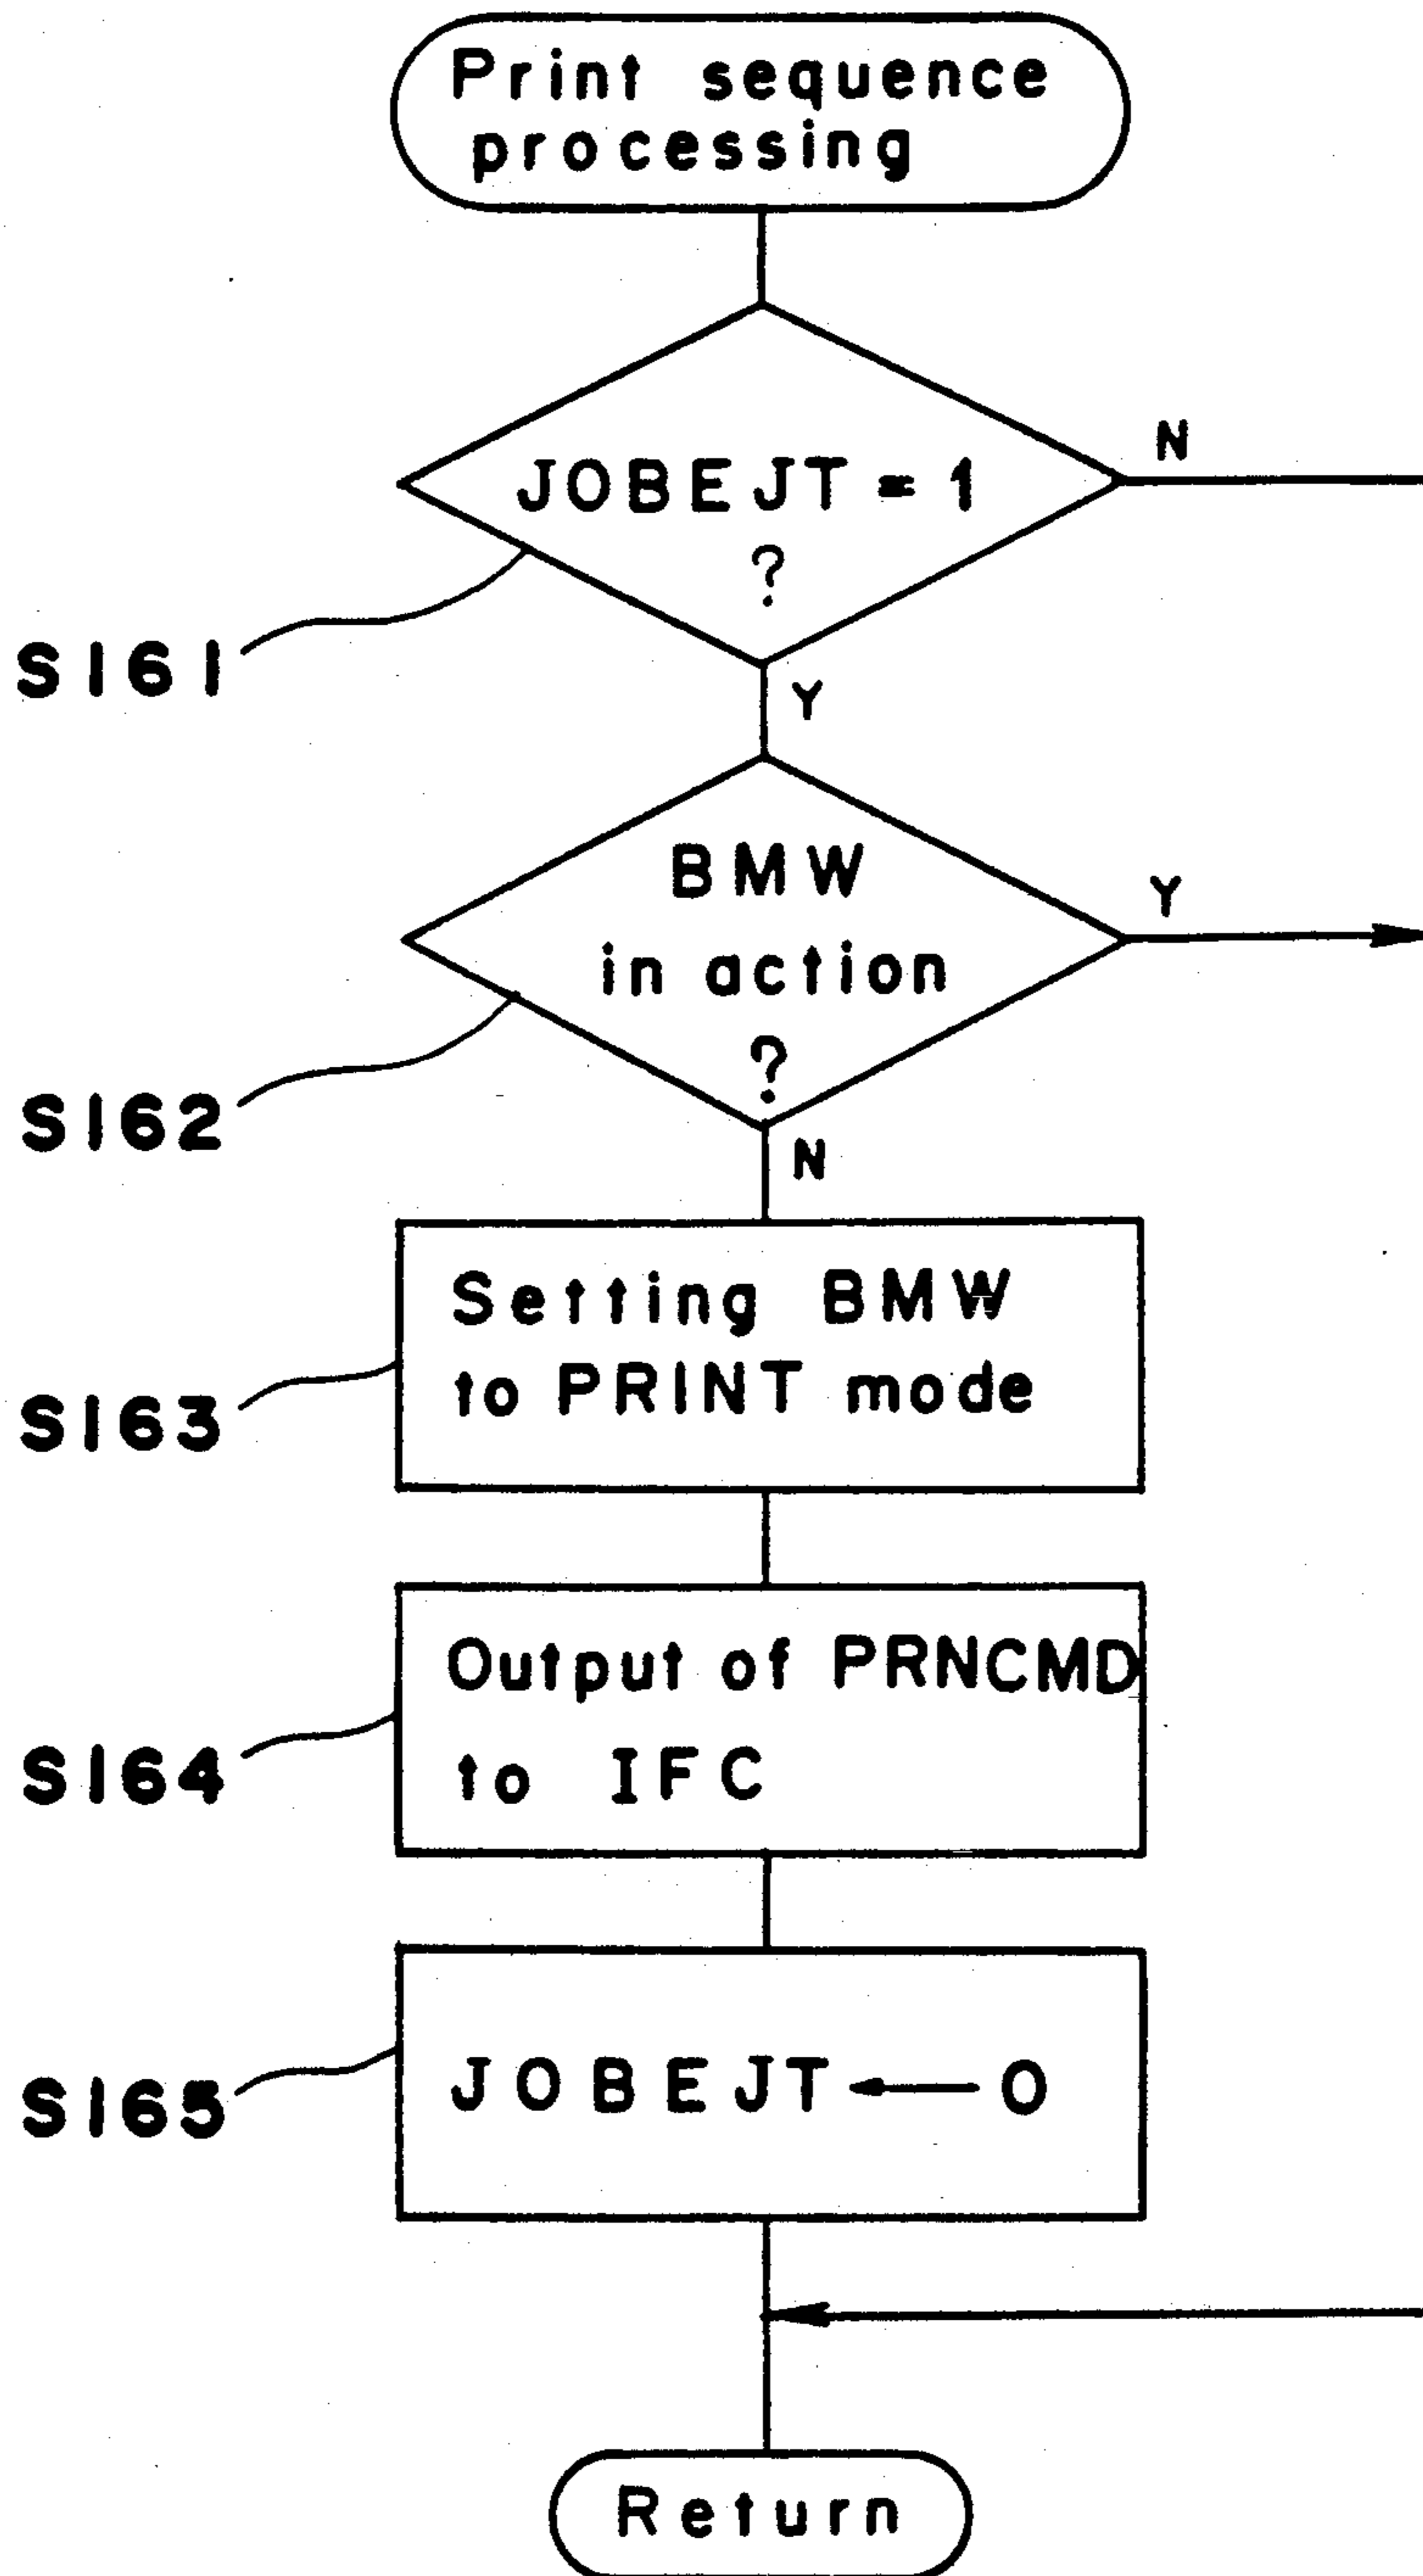 Print sequence
processing
JOBEJT = 1
?
N
S161
Y
BMW
in action
?
Y
S162
N
Setting BMW
to PRINT mode
S163
Output of PRNCMD
to IFC
S164
JOBEJT ← 0
S165
Return